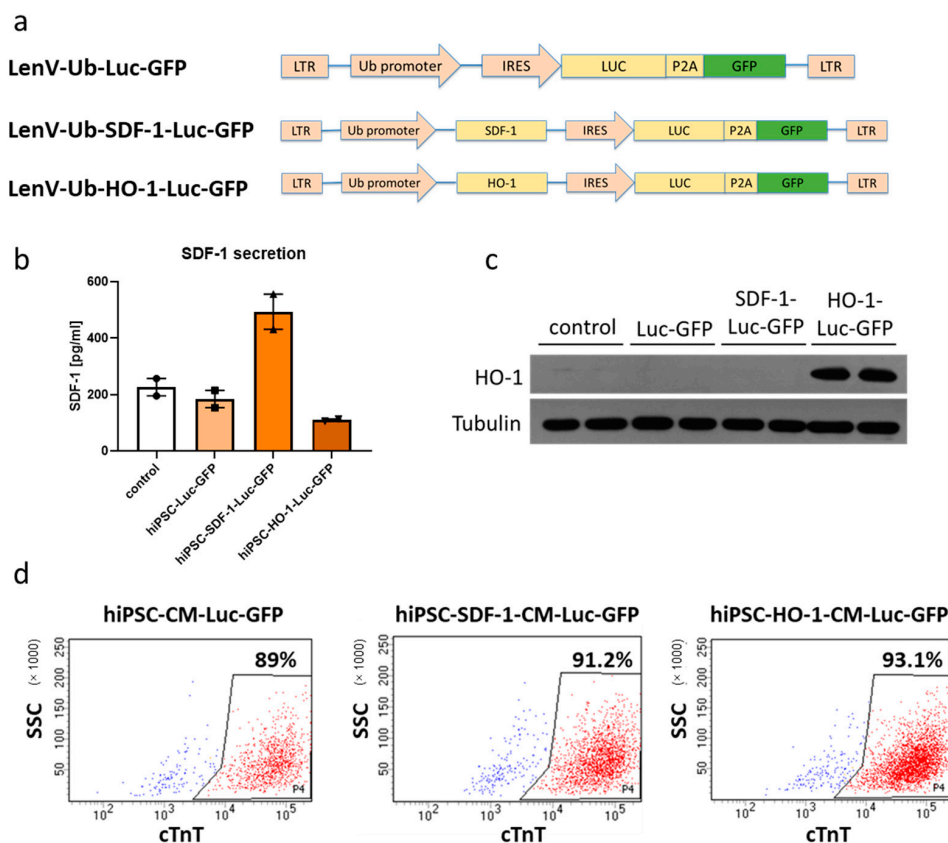 a
LenV-Ub-Luc-GFP
LTR Ub promoter IRES LUC P2A GFP LTR
LenV-Ub-SDF-1-Luc-GFP
LTR Ub promoter SDF-1 IRES LUC P2A GFP LTR
LenV-Ub-HO-1-Luc-GFP
LTR Ub promoter HO-1 IRES LUC P2A GFP LTR
b
SDF-1 secretion
SDF-1 [pg/ml]
600
400
200
0
control
hiPSC-Luc-GFP
hiPSC-SDF-1-Luc-GFP
hiPSC-HO-1-Luc-GFP
c
control Luc-GFP SDF-1-Luc-GFP HO-1-Luc-GFP
HO-1
Tubulin
d
hiPSC-CM-Luc-GFP
89%
SSC
(× 1000)
250
200
150
100
50
P4
10² 10³ 10⁴ 10⁵
cTnT
hiPSC-SDF-1-CM-Luc-GFP
91.2%
SSC
(× 1000)
250
200
150
100
50
P4
10² 10³ 10⁴ 10⁵
cTnT
hiPSC-HO-1-CM-Luc-GFP
93.1%
SSC
(× 1000)
250
200
150
100
50
P4
10² 10³ 10⁴ 10⁵
cTnT